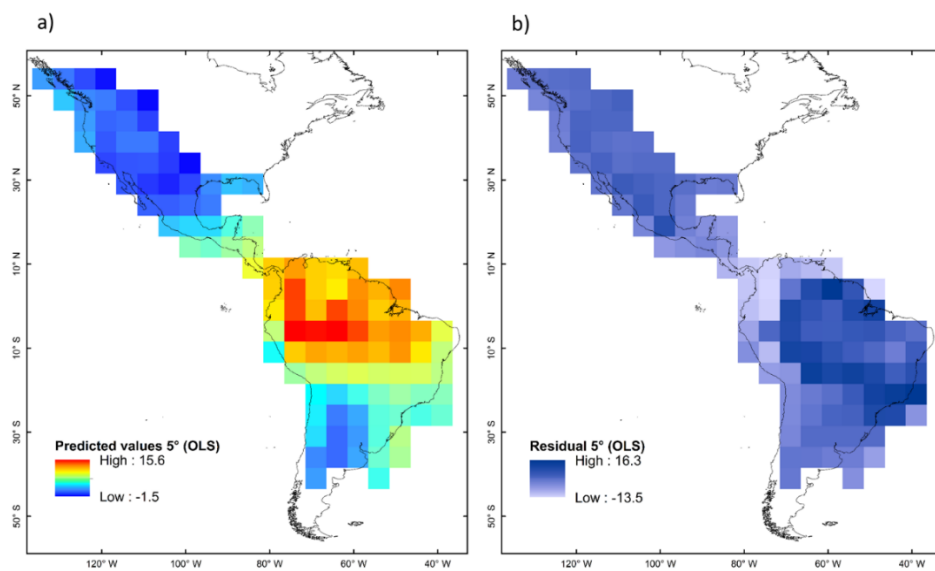 a)
b)
50° N
30° N
10° N
10° S
30° S
50° S
Predicted values 5° (OLS)
High : 15.6
Low : -1.5
120° W
100° W
80° W
60° W
40° W
50° N
30° N
10° N
10° S
30° S
50° S
Residual 5° (OLS)
High : 16.3
Low : -13.5
120° W
100° W
80° W
60° W
40° W